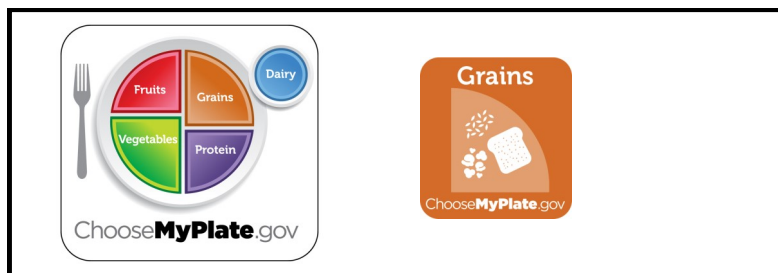 Dairy
Fruits
Grains
Vegetables
Protein
ChooseMyPlate.gov
Grains
ChooseMyPlate.gov